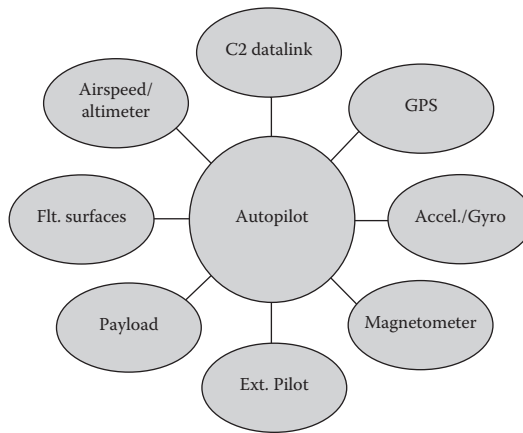 C2 datalink
Airspeed/
altimeter
GPS
Flt. surfaces
Autopilot
Accel./Gyro
Payload
Magnetometer
Ext. Pilot